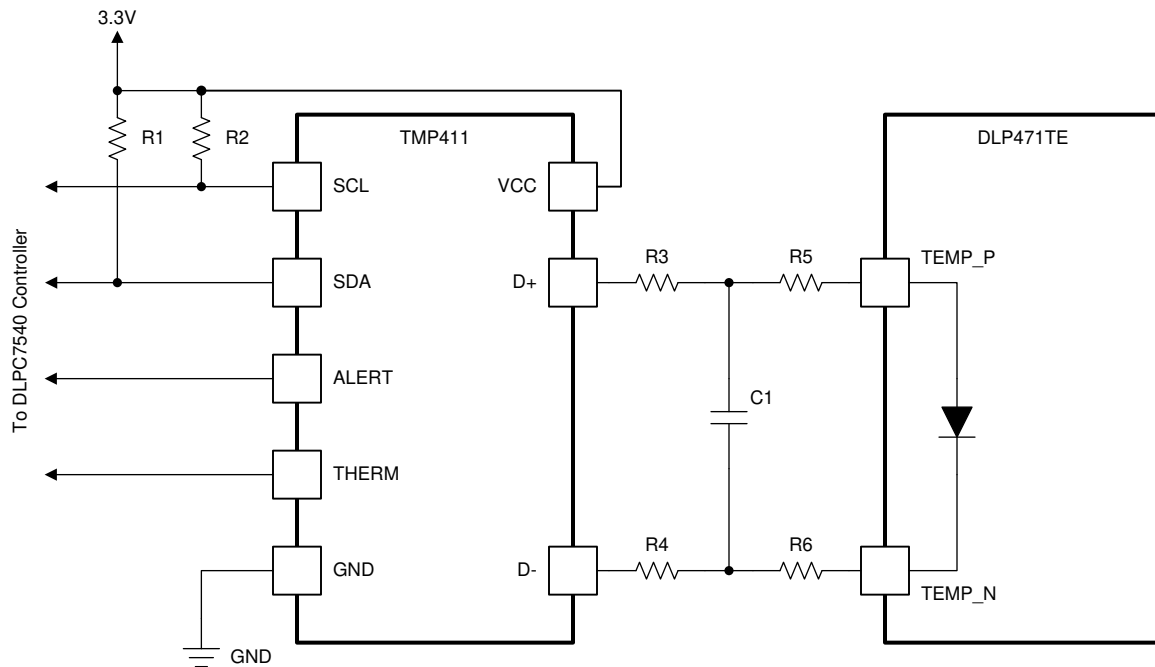 3.3V
R1
R2
TMP411
DLP471TE
SCL
VCC
To DLPC7540 Controller
R3
R5
TEMP_P
SDA
D+
ALERT
C1
THERM
R4
R6
GND
D-
TEMP_N
GND